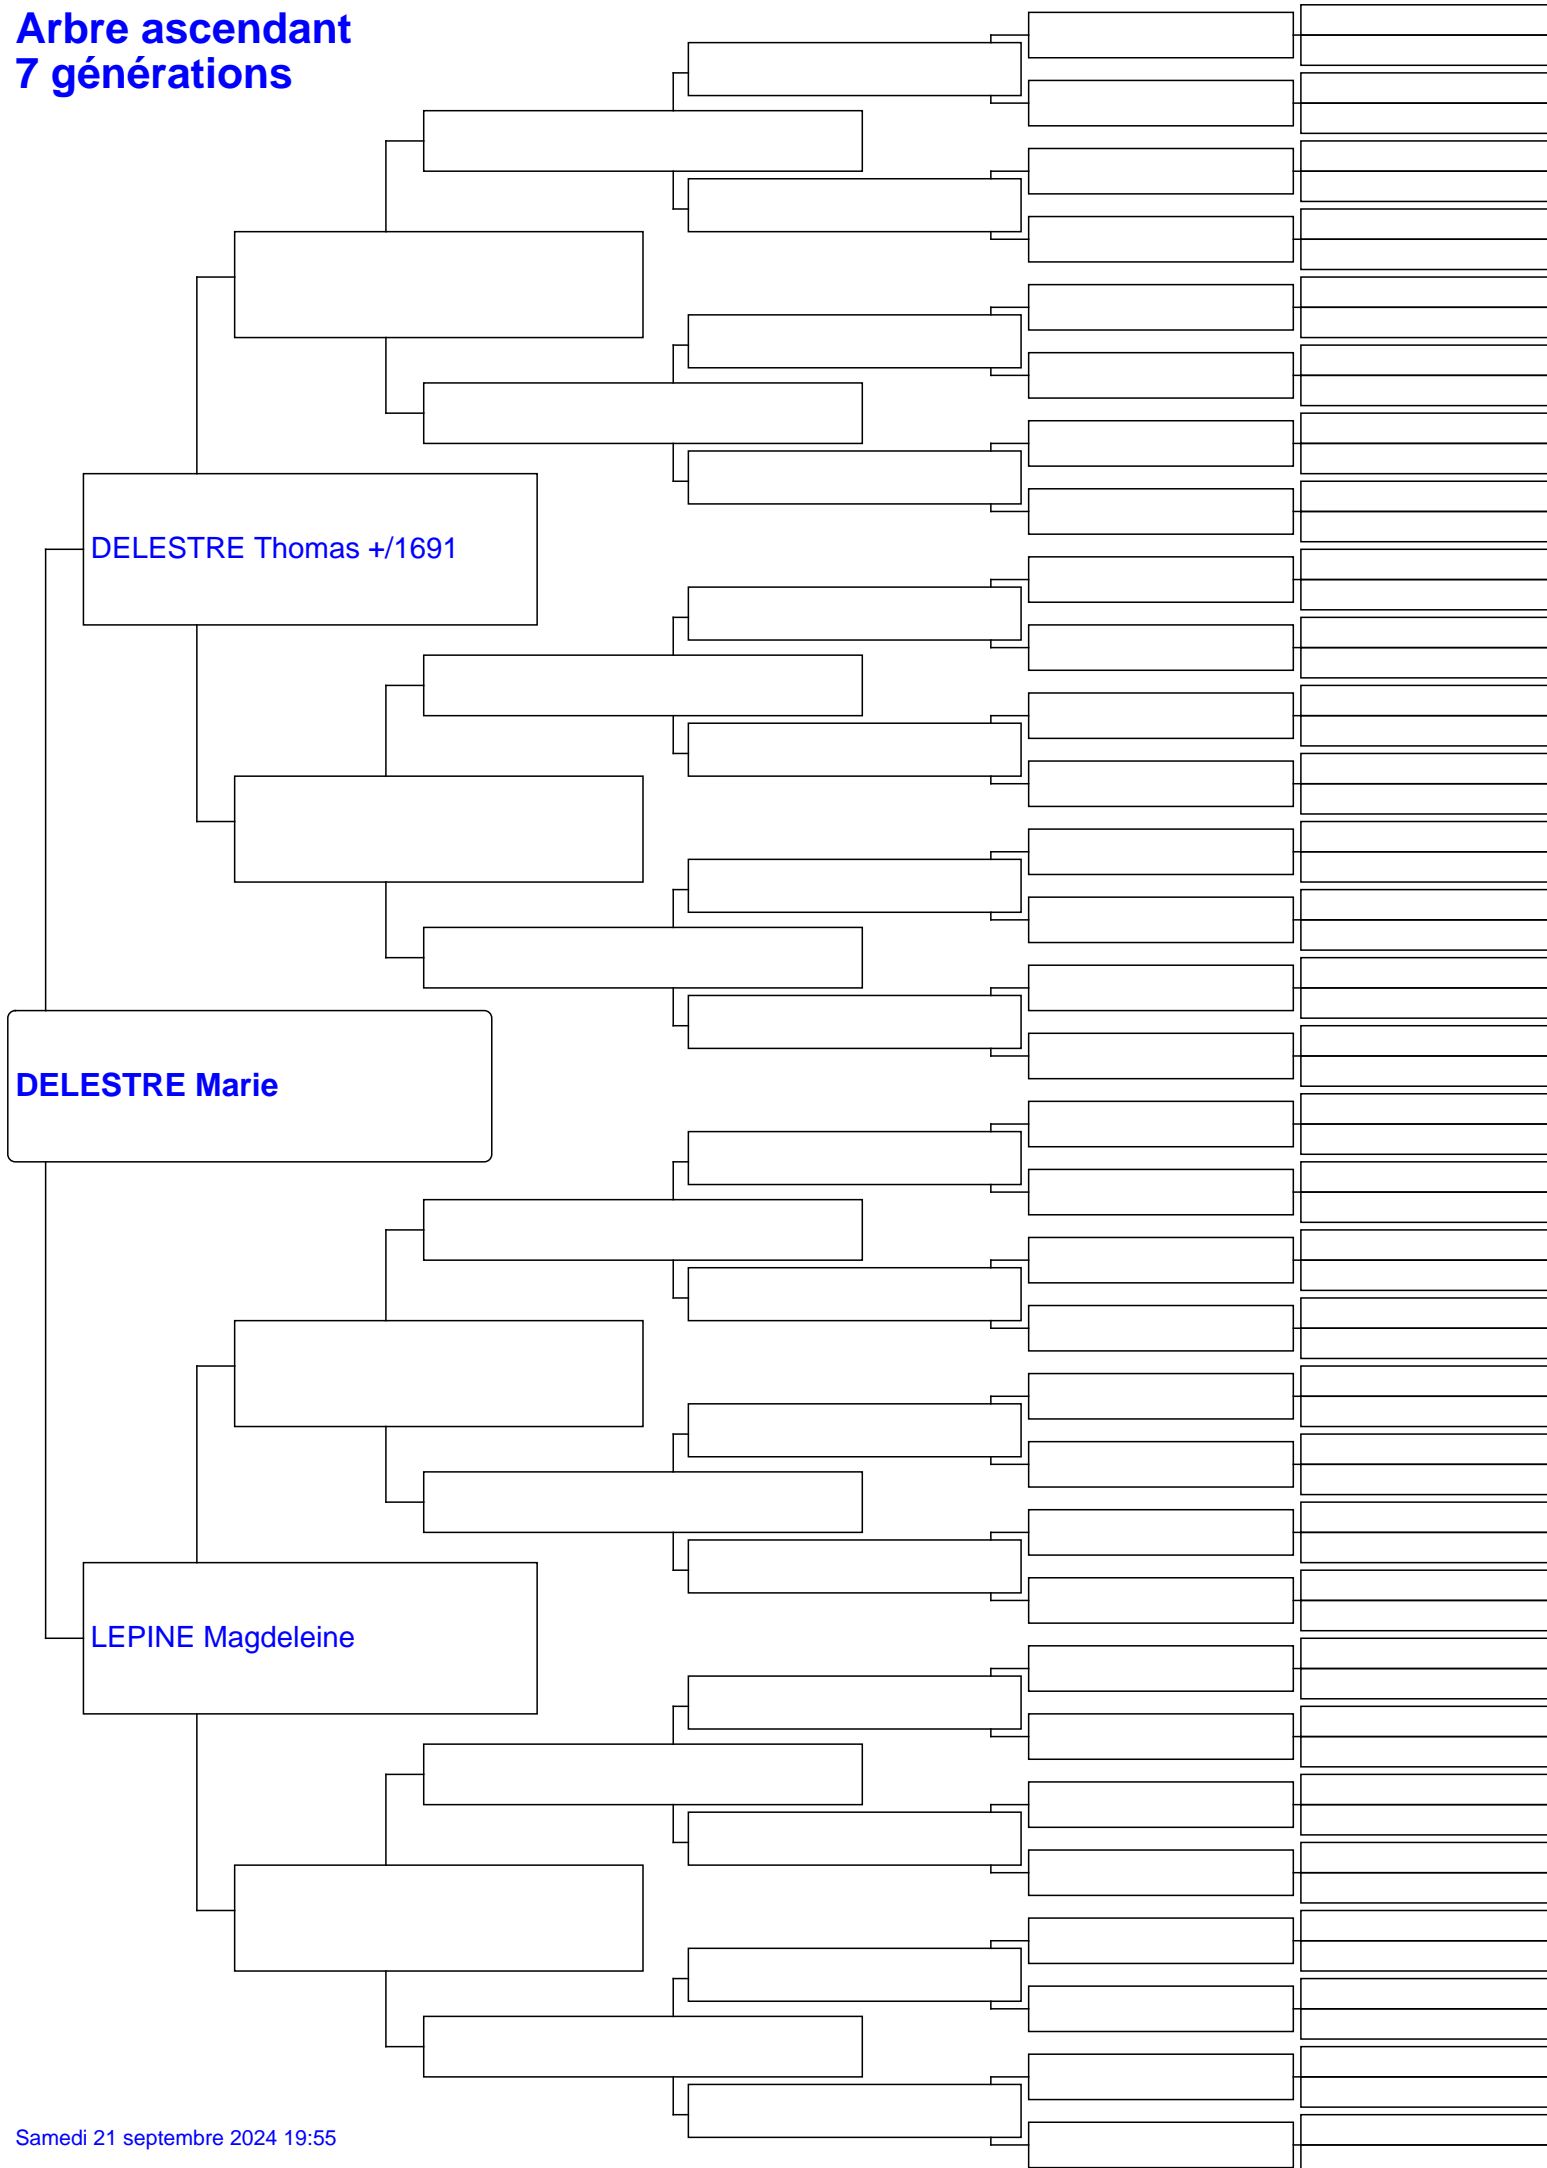 Arbre ascendant
7 générations
DELESTRE Thomas +/1691
DELESTRE Marie
LEPINE Magdeleine
Samedi 21 septembre 2024 19:55